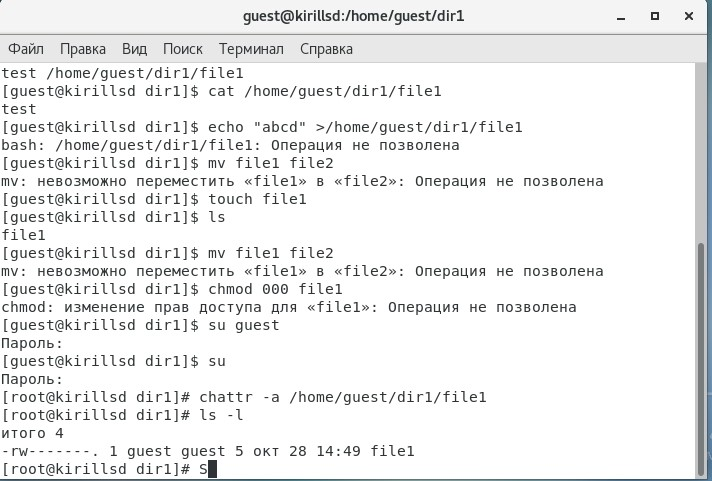 guest@kirillsd:/home/guest/dir1
Файл Правка Вид Поиск Терминал Справка
test /home/guest/dir1/file1
[guest@kirillsd dir1]$ cat /home/guest/dir1/file1
test
[guest@kirillsd dir1]$ echo "abcd" >/home/guest/dir1/file1
bash: /home/guest/dir1/file1: Операция не позволена
[guest@kirillsd dir1]$ mv file1 file2
mv: невозможно переместить «file1» в «file2»: Операция не позволена
[guest@kirillsd dir1]$ touch file1
[guest@kirillsd dir1]$ ls
file1
[guest@kirillsd dir1]$ mv file1 file2
mv: невозможно переместить «file1» в «file2»: Операция не позволена
[guest@kirillsd dir1]$ chmod 000 file1
chmod: изменение прав доступа для «file1»: Операция не позволена
[guest@kirillsd dir1]$ su guest
Пароль:
[guest@kirillsd dir1]$ su
Пароль:
[root@kirillsd dir1]# chattr -a /home/guest/dir1/file1
[root@kirillsd dir1]# ls -l
итого 4
-rw-------. 1 guest guest 5 окт 28 14:49 file1
[root@kirillsd dir1]# S